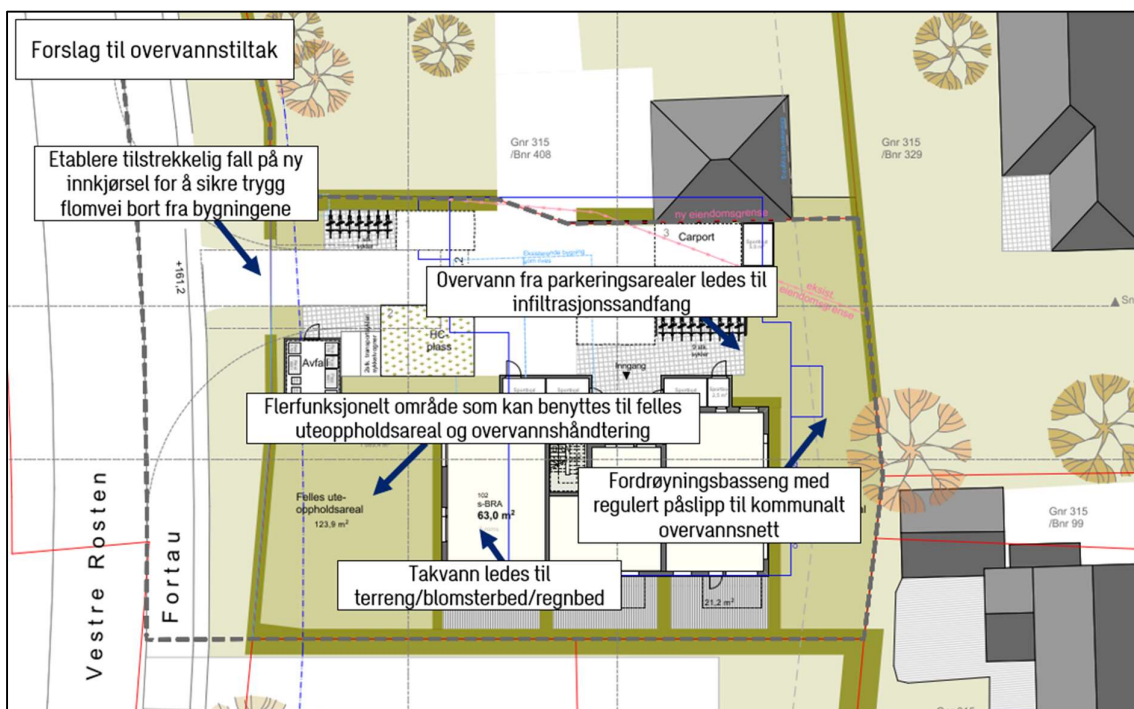 Forslag til overvannstiltak
Gnr 315
/Bnr 408
Gnr 315
/Bnr 329
Etablere tilstrekkelig fall på ny
innkjørsel for å sikre trygg
flomvei bort fra bygningene
ny eiendomsgrense
3
Carport
+161,2
2
Overvann fra parkeringsarealer ledes til
infiltrasjonssandfang
eksist.
eiendomsgrense
HC-
plass
Avfall
Inngang
Flerfunksjonelt område som kan benyttes til felles
uteoppholdsareal og overvannshåndtering
Felles ute-
oppholdsareal
123,9 m²
102
s-BRA
63,0 m²
Fordrøyningsbasseng med
regulert påslipp til kommunalt
overvannsnett
Gnr 315
/Bnr 99
Takvann ledes til
terreng/blomsterbed/regnbed
21,2 m²
Vestre Rosten
Fortau
Gnr 315